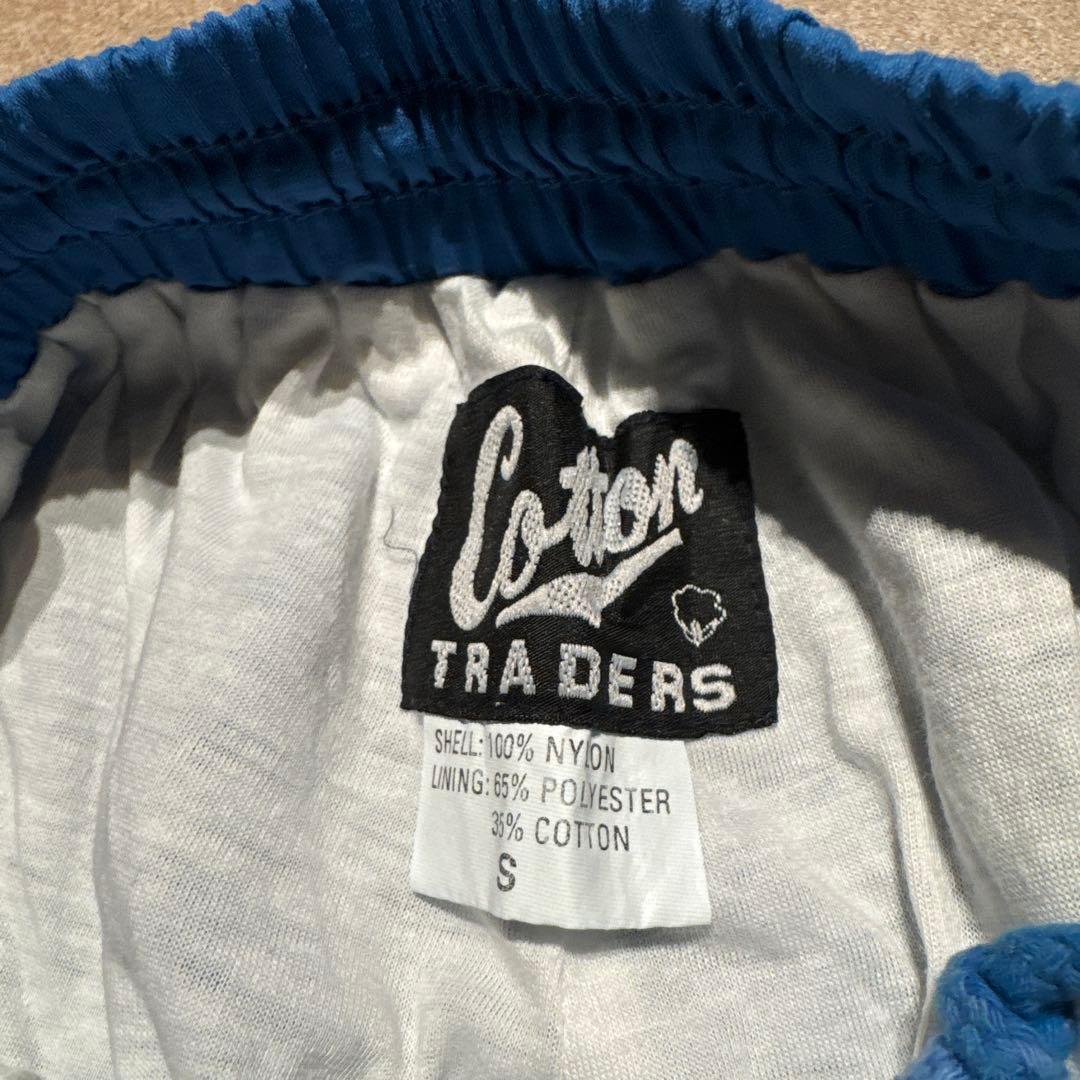 Cotton
TRADERS
SHELL: 100% NYLON
LINING: 65% POLYESTER
35% COTTON
S